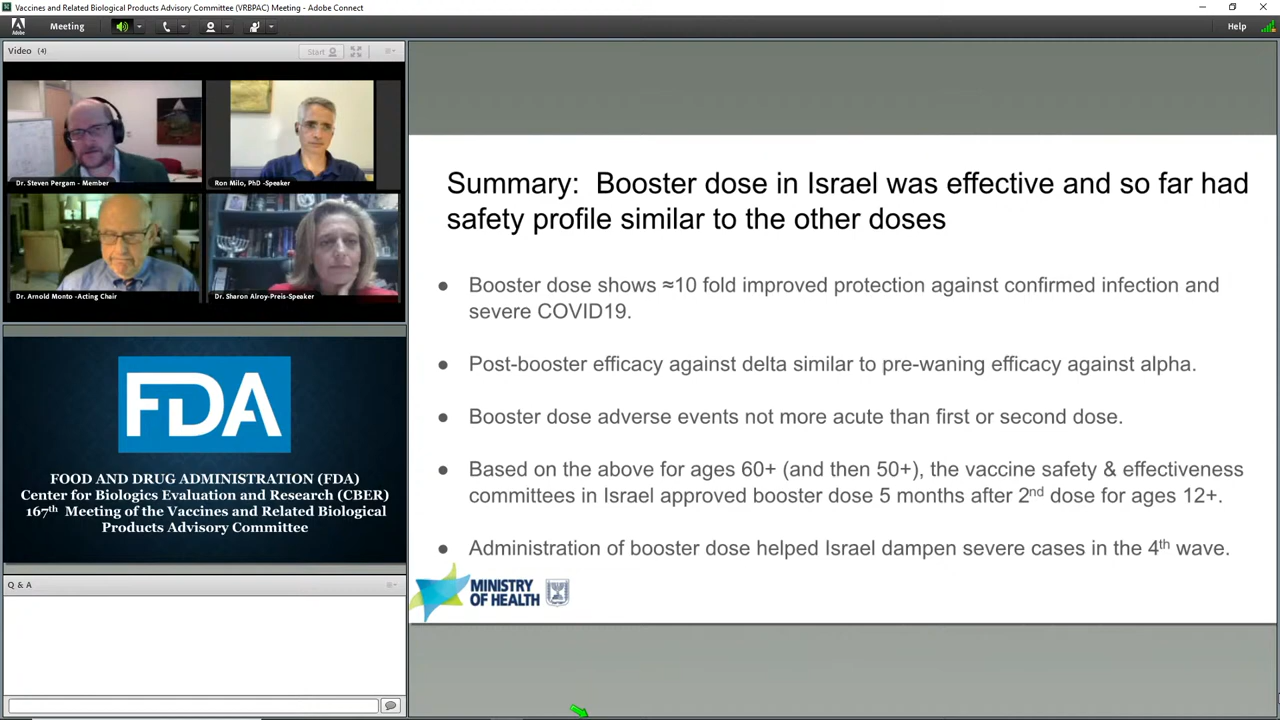 Vaccines and Related Biological Products Advisory Committee (VRBPAC) Meeting - Adobe Connect
Adobe
Meeting
Help
Video (4)
Start
Dr. Steven Pergam - Member
Ron Milo, PhD -Speaker
Dr. Arnold Monto -Acting Chair
Dr. Sharon Alroy-Preis-Speaker
FDA
FOOD AND DRUG ADMINISTRATION (FDA)
Center for Biologics Evaluation and Research (CBER)
167th Meeting of the Vaccines and Related Biological
Products Advisory Committee
Q & A
Summary: Booster dose in Israel was effective and so far had
safety profile similar to the other doses
● Booster dose shows ≈10 fold improved protection against confirmed infection and
severe COVID19.
● Post-booster efficacy against delta similar to pre-waning efficacy against alpha.
● Booster dose adverse events not more acute than first or second dose.
● Based on the above for ages 60+ (and then 50+), the vaccine safety & effectiveness
committees in Israel approved booster dose 5 months after 2nd dose for ages 12+.
● Administration of booster dose helped Israel dampen severe cases in the 4th wave.
MINISTRY
OF HEALTH